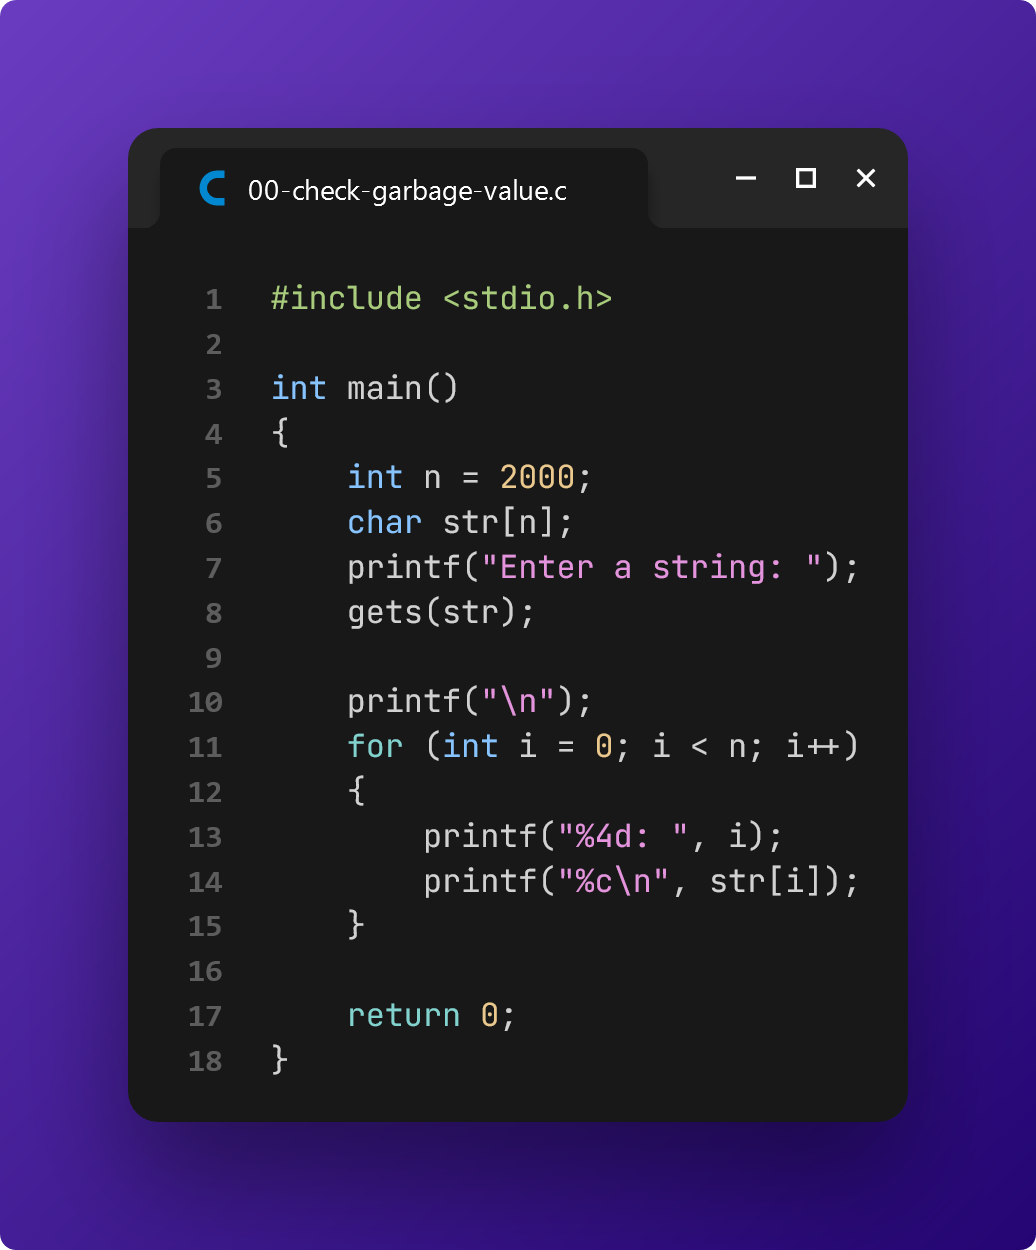 00-check-garbage-value.c
1 #include <stdio.h>
2
3 int main()
4 {
5     int n = 2000;
6     char str[n];
7     printf("Enter a string: ");
8     gets(str);
9
10     printf("\n");
11     for (int i = 0; i < n; i++)
12     {
13         printf("%4d: ", i);
14         printf("%c\n", str[i]);
15     }
16
17     return 0;
18 }